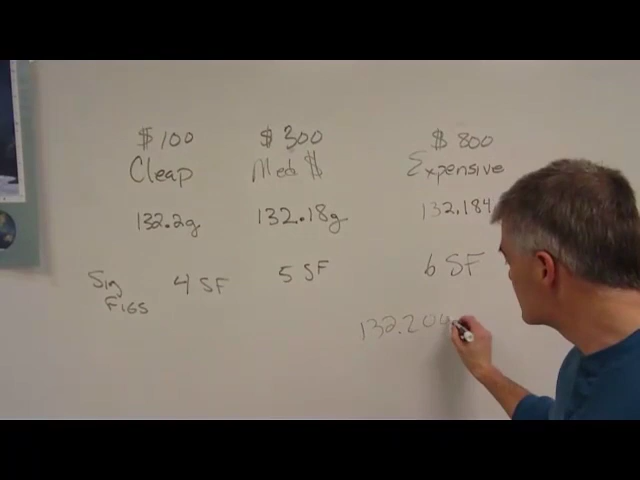 $100 $300 $800
Cleap Med $ Expensive
132.2g 132.18g 132.184
Sig Figs 4 SF 5 SF 6 SF
132.204